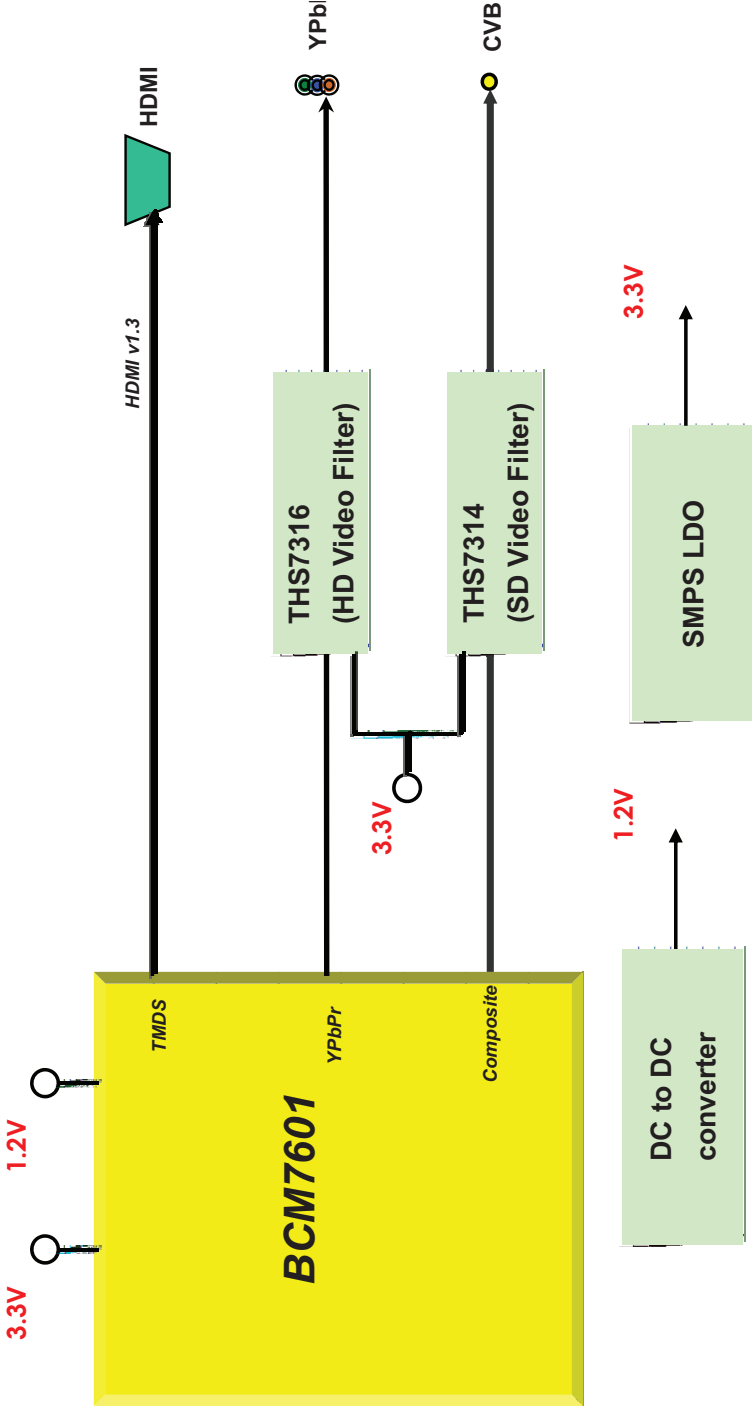 3.3V
1.2V
TMDS
HDMI v1.3
HDMI
BCM7601
YPbPr
THS7316
(HD Video Filter)
YPb
3.3V
Composite
THS7314
(SD Video Filter)
CVB
DC to DC
converter
1.2V
SMPS LDO
3.3V